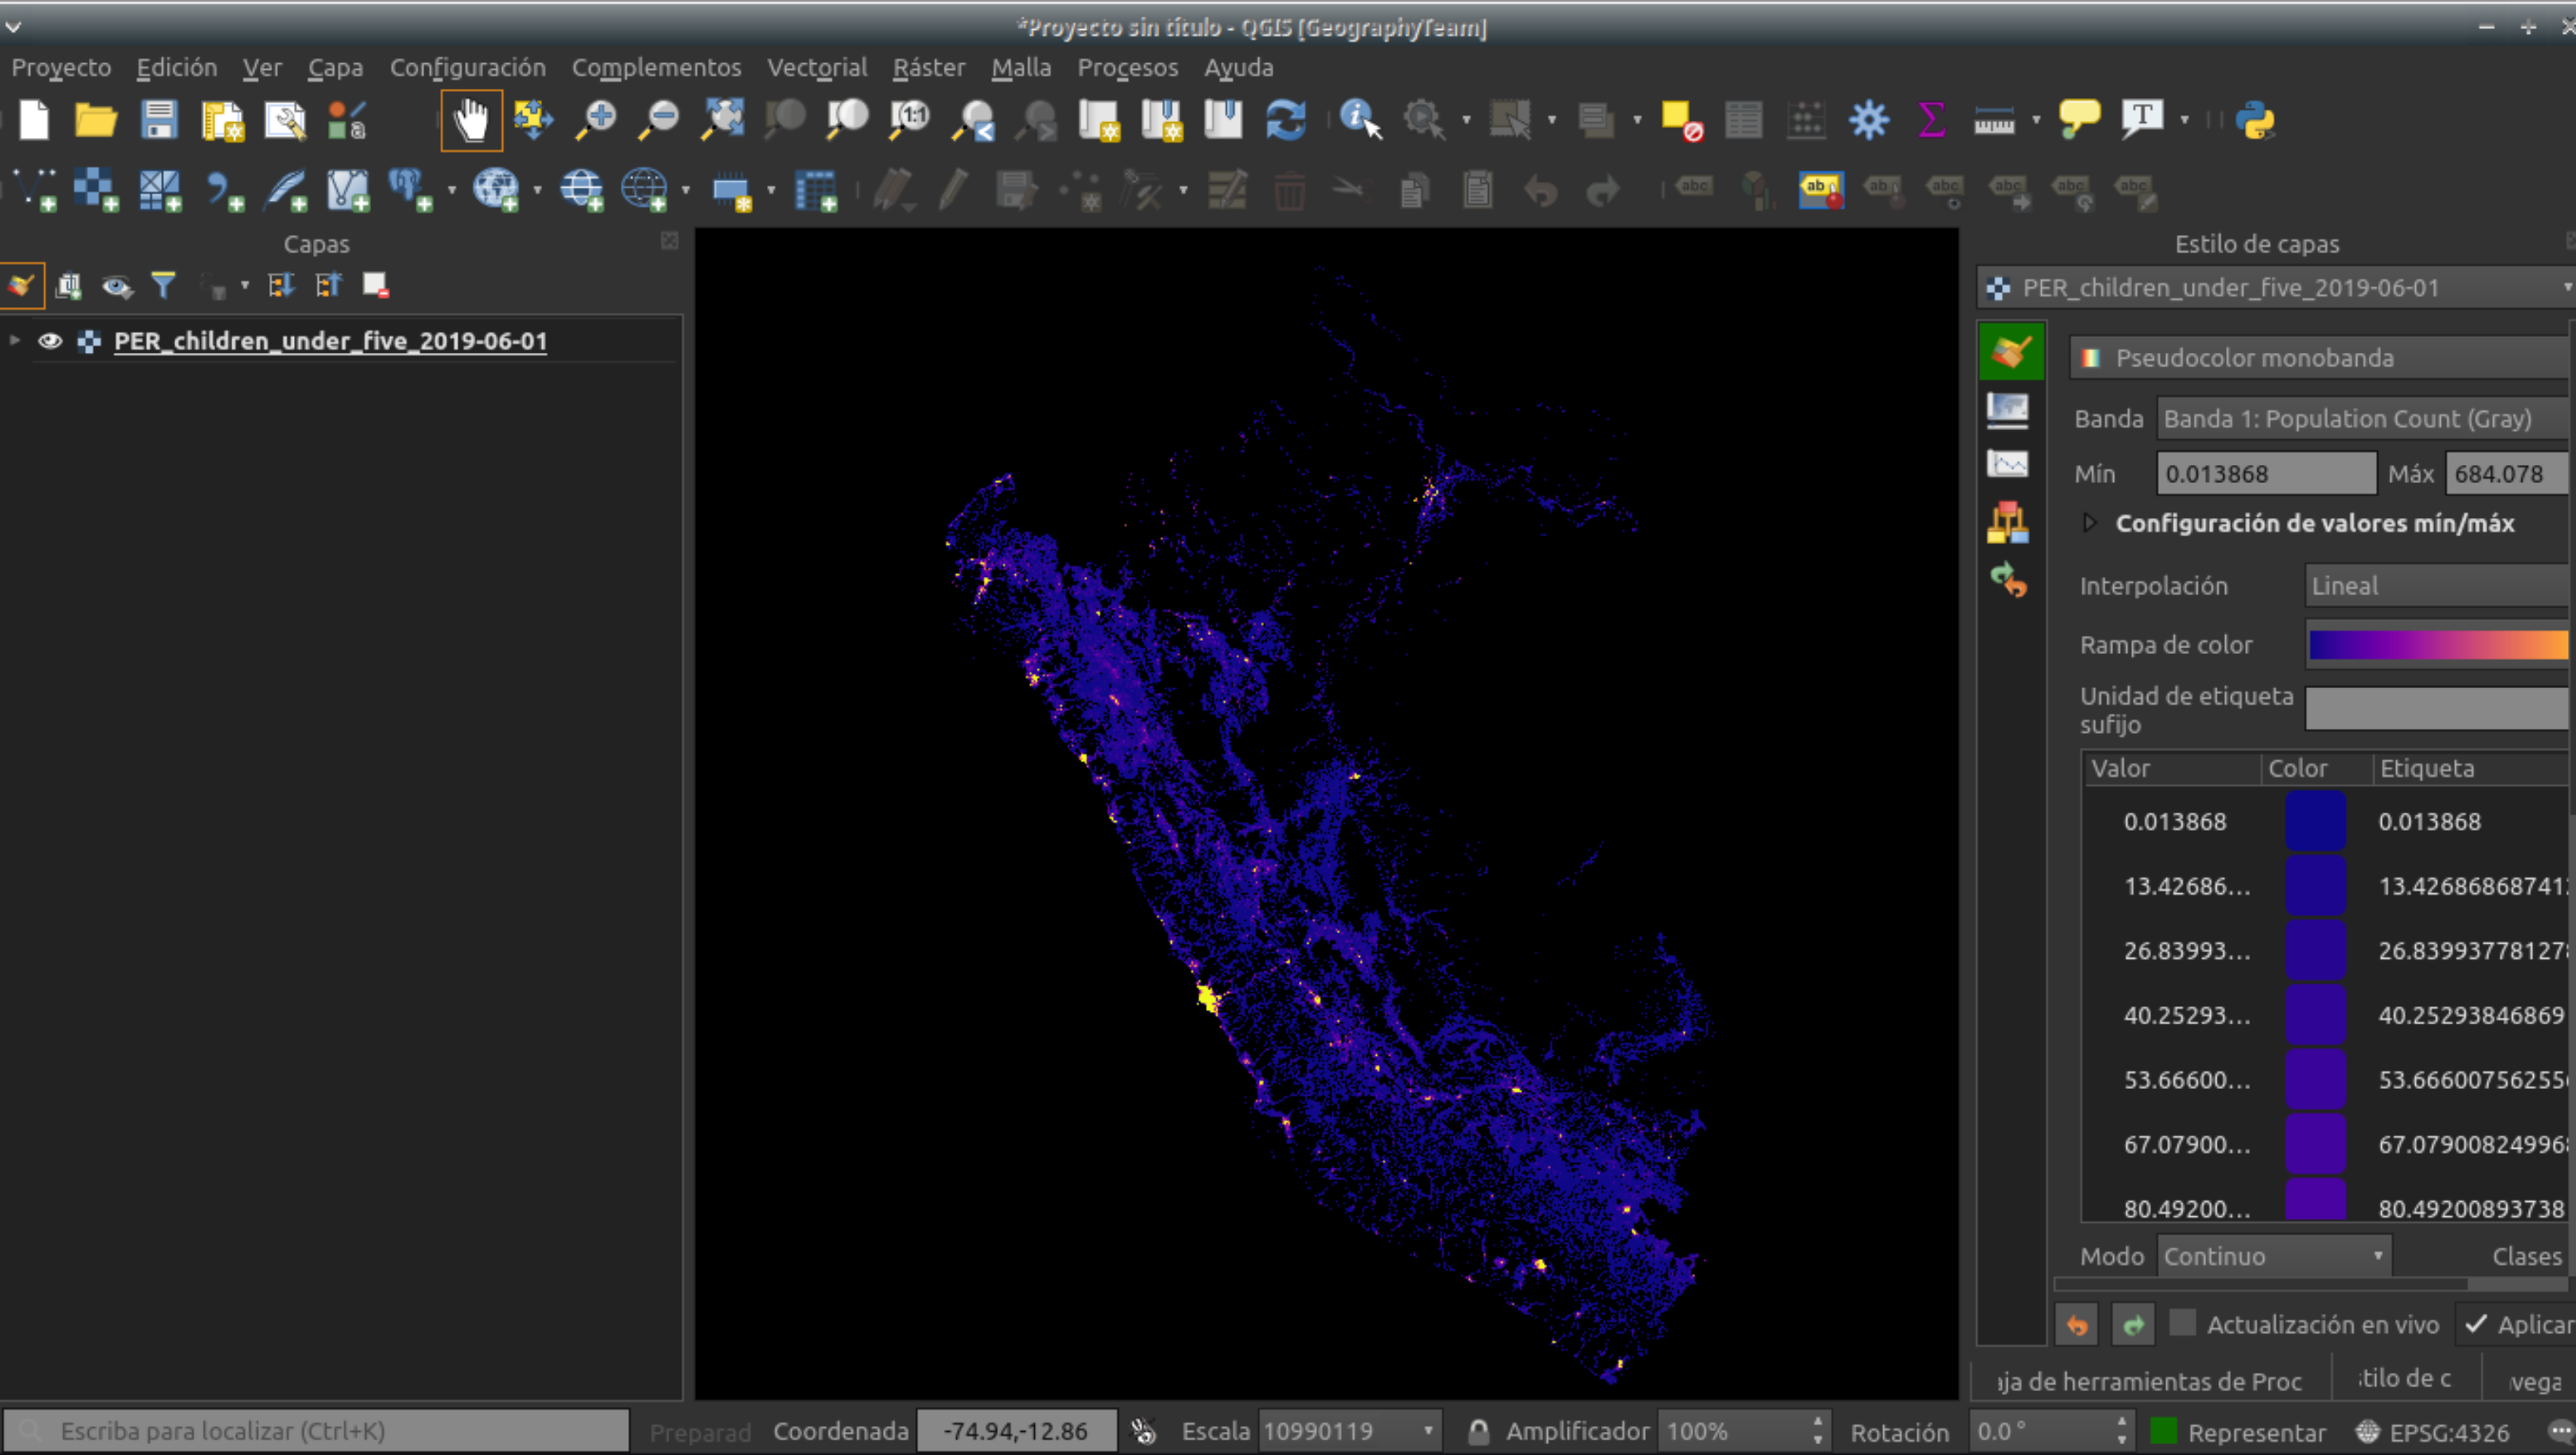 *Proyecto sin título - QGIS [GeographyTeam]
Proyecto Edición Ver Capa Configuración Complementos Vectorial Ráster Malla Procesos Ayuda
Capas
Estilo de capas
PER_children_under_five_2019-06-01
PER_children_under_five_2019-06-01
Pseudocolor monobanda
Banda Banda 1: Population Count (Gray)
Mín 0.013868 Máx 684.078
Configuración de valores mín/máx
Interpolación Lineal
Rampa de color
Unidad de etiqueta
sufijo
Valor Color Etiqueta
0.013868 0.013868
13.42686... 13.426868687413
26.83993... 26.83993778127
40.25293... 40.25293846869
53.66600... 53.66600756255
67.07900... 67.0790082499
80.49200... 80.49200893738
Modo Continuo Clases
Actualización en vivo Aplicar
aja de herramientas de Proc tilo de c vega
Escriba para localizar (Ctrl+K) Preparad Coordenada -74.94,-12.86 Escala 10990119 Amplificador 100% Rotación 0.0 ° Representar EPSG:4326